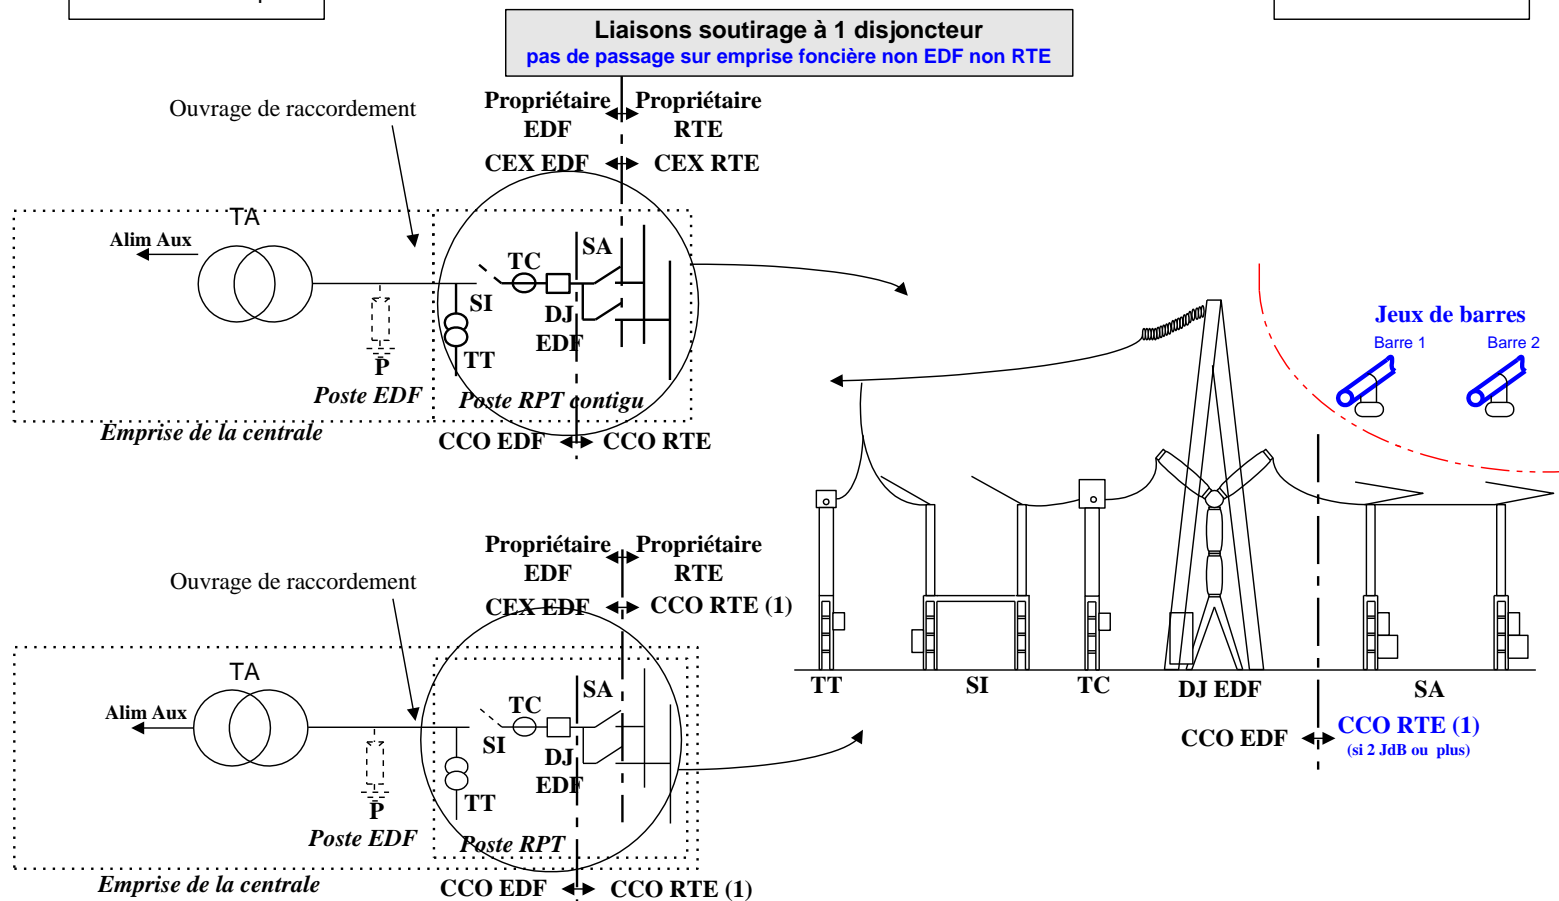 Liaisons soutirage à 1 disjoncteur
pas de passage sur emprise foncière non EDF non RTE
Propriétaire EDF
Propriétaire RTE
Ouvrage de raccordement
CEX EDF
CEX RTE
TA
Alim Aux
SA
TC
SI
DJ EDF
TT
P
Poste EDF
Poste RPT contigu
Emprise de la centrale
CCO EDF
CCO RTE
Jeux de barres
Barre 1
Barre 2
Propriétaire EDF
Propriétaire RTE
Ouvrage de raccordement
CEX EDF
CCO RTE (1)
TA
Alim Aux
SA
TC
SI
DJ EDF
TT
P
Poste EDF
Poste RPT
Emprise de la centrale
CCO EDF
CCO RTE (1)
TT
SI
TC
DJ EDF
SA
CCO EDF
CCO RTE (1)
(si 2 JdB ou plus)